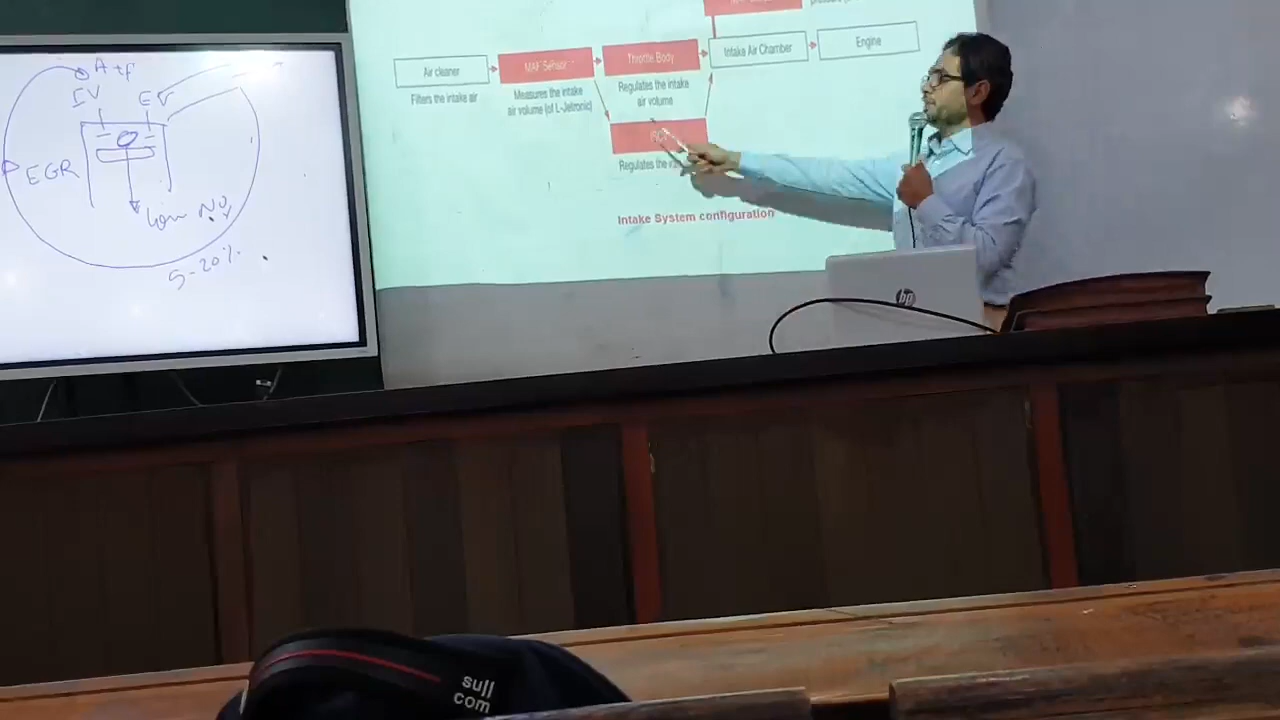 A + F
IV EV
EGR
low NOx
5-20%
Air cleaner
Filters the intake air
MAF Sensor
Measures the intake
air volume (of L-Jetronic)
Throttle Body
Regulates the intake
air volume
Intake Air Chamber
Engine
Regulates the
Intake System configuration
hp
sull
com